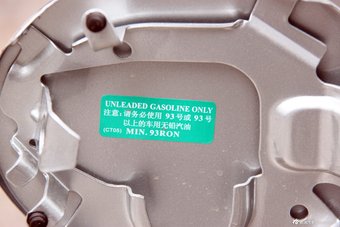 UNLEADED GASOLINE ONLY
注意:请务必使用 93号或 93号
以上的车用无铅汽油
(CT05) MIN. 93RON